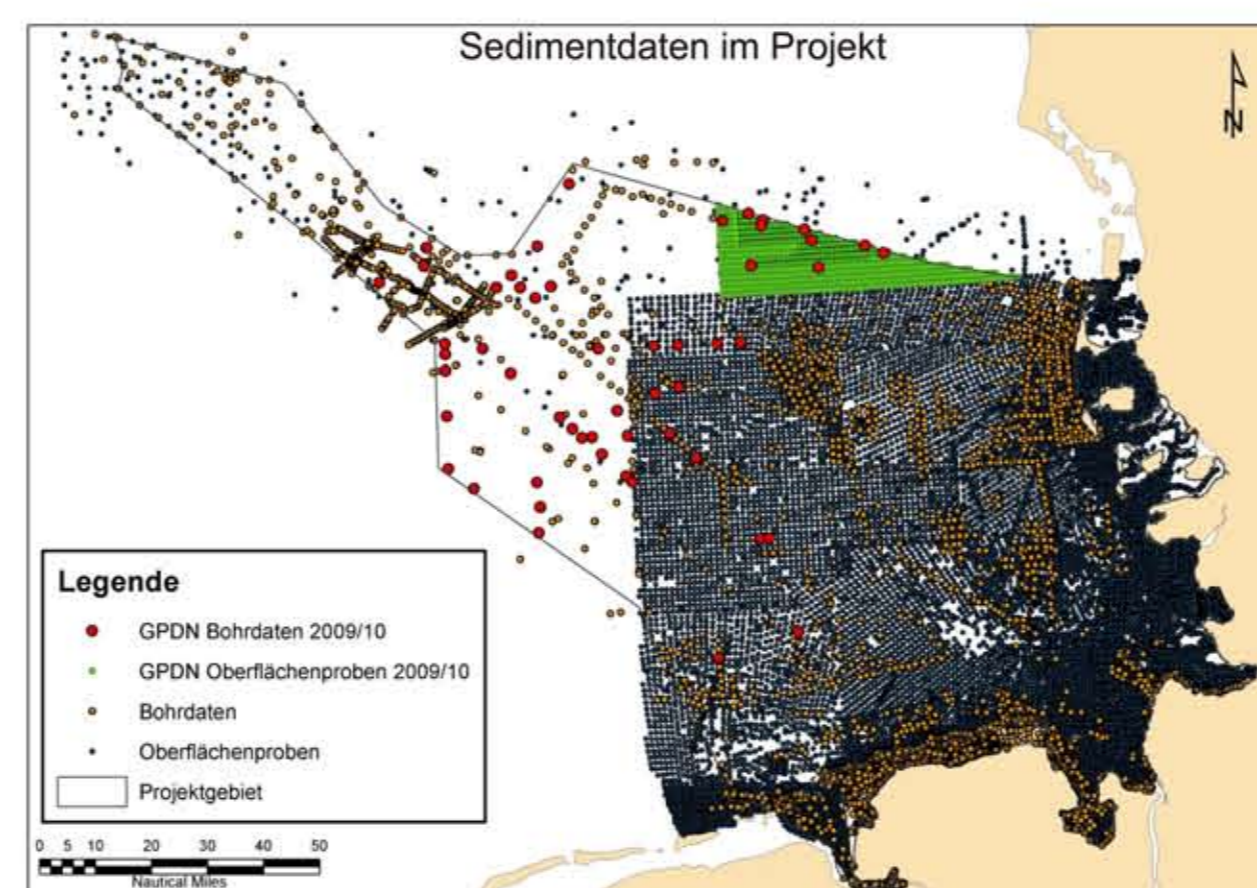 Sedimentdaten im Projekt
N
Legende
GPDN Bohrdaten 2009/10
GPDN Oberflächenproben 2009/10
Bohrdaten
Oberflächenproben
Projektgebiet
0 5 10 20 30 40 50
Nautical Miles